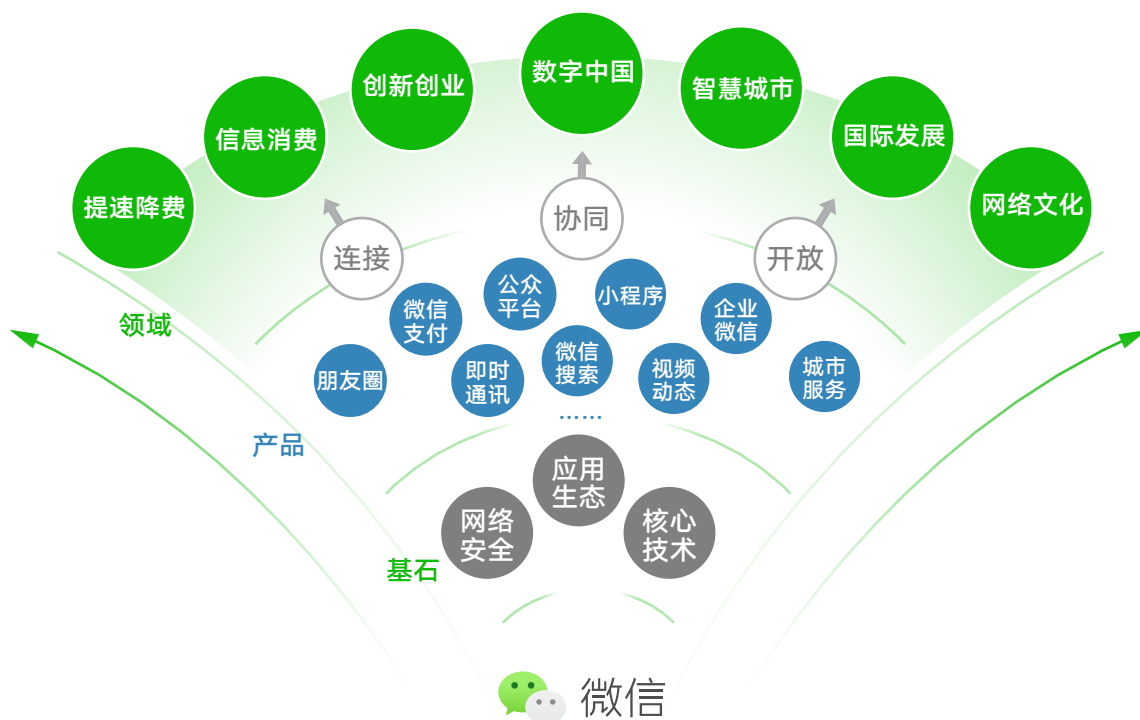 数字中国
创新创业
智慧城市
信息消费
国际发展
提速降费
网络文化
协同
连接
开放
领域
公众
平台
小程序
微信
支付
企业
微信
朋友圈
即时
通讯
微信
搜索
视频
动态
城市
服务
……
产品
应用
生态
网络
安全
核心
技术
基石
微信